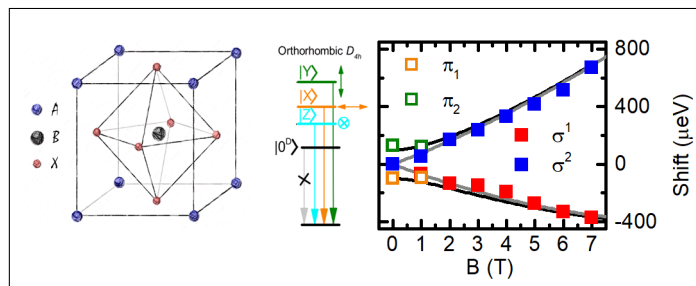 A
B
X
Orthorhombic D4h
|Y⟩
|X⟩
|Z⟩
|0ᴰ⟩
π₁
π₂
σ¹
σ²
800
400
0
-400
Shift (μeV)
0 1 2 3 4 5 6 7
B (T)